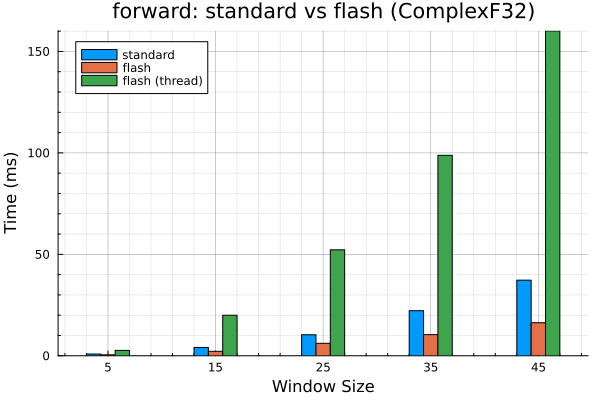 forward: standard vs flash (ComplexF32)
standard
flash
flash (thread)
Time (ms)
150
100
50
0
5 15 25 35 45
Window Size